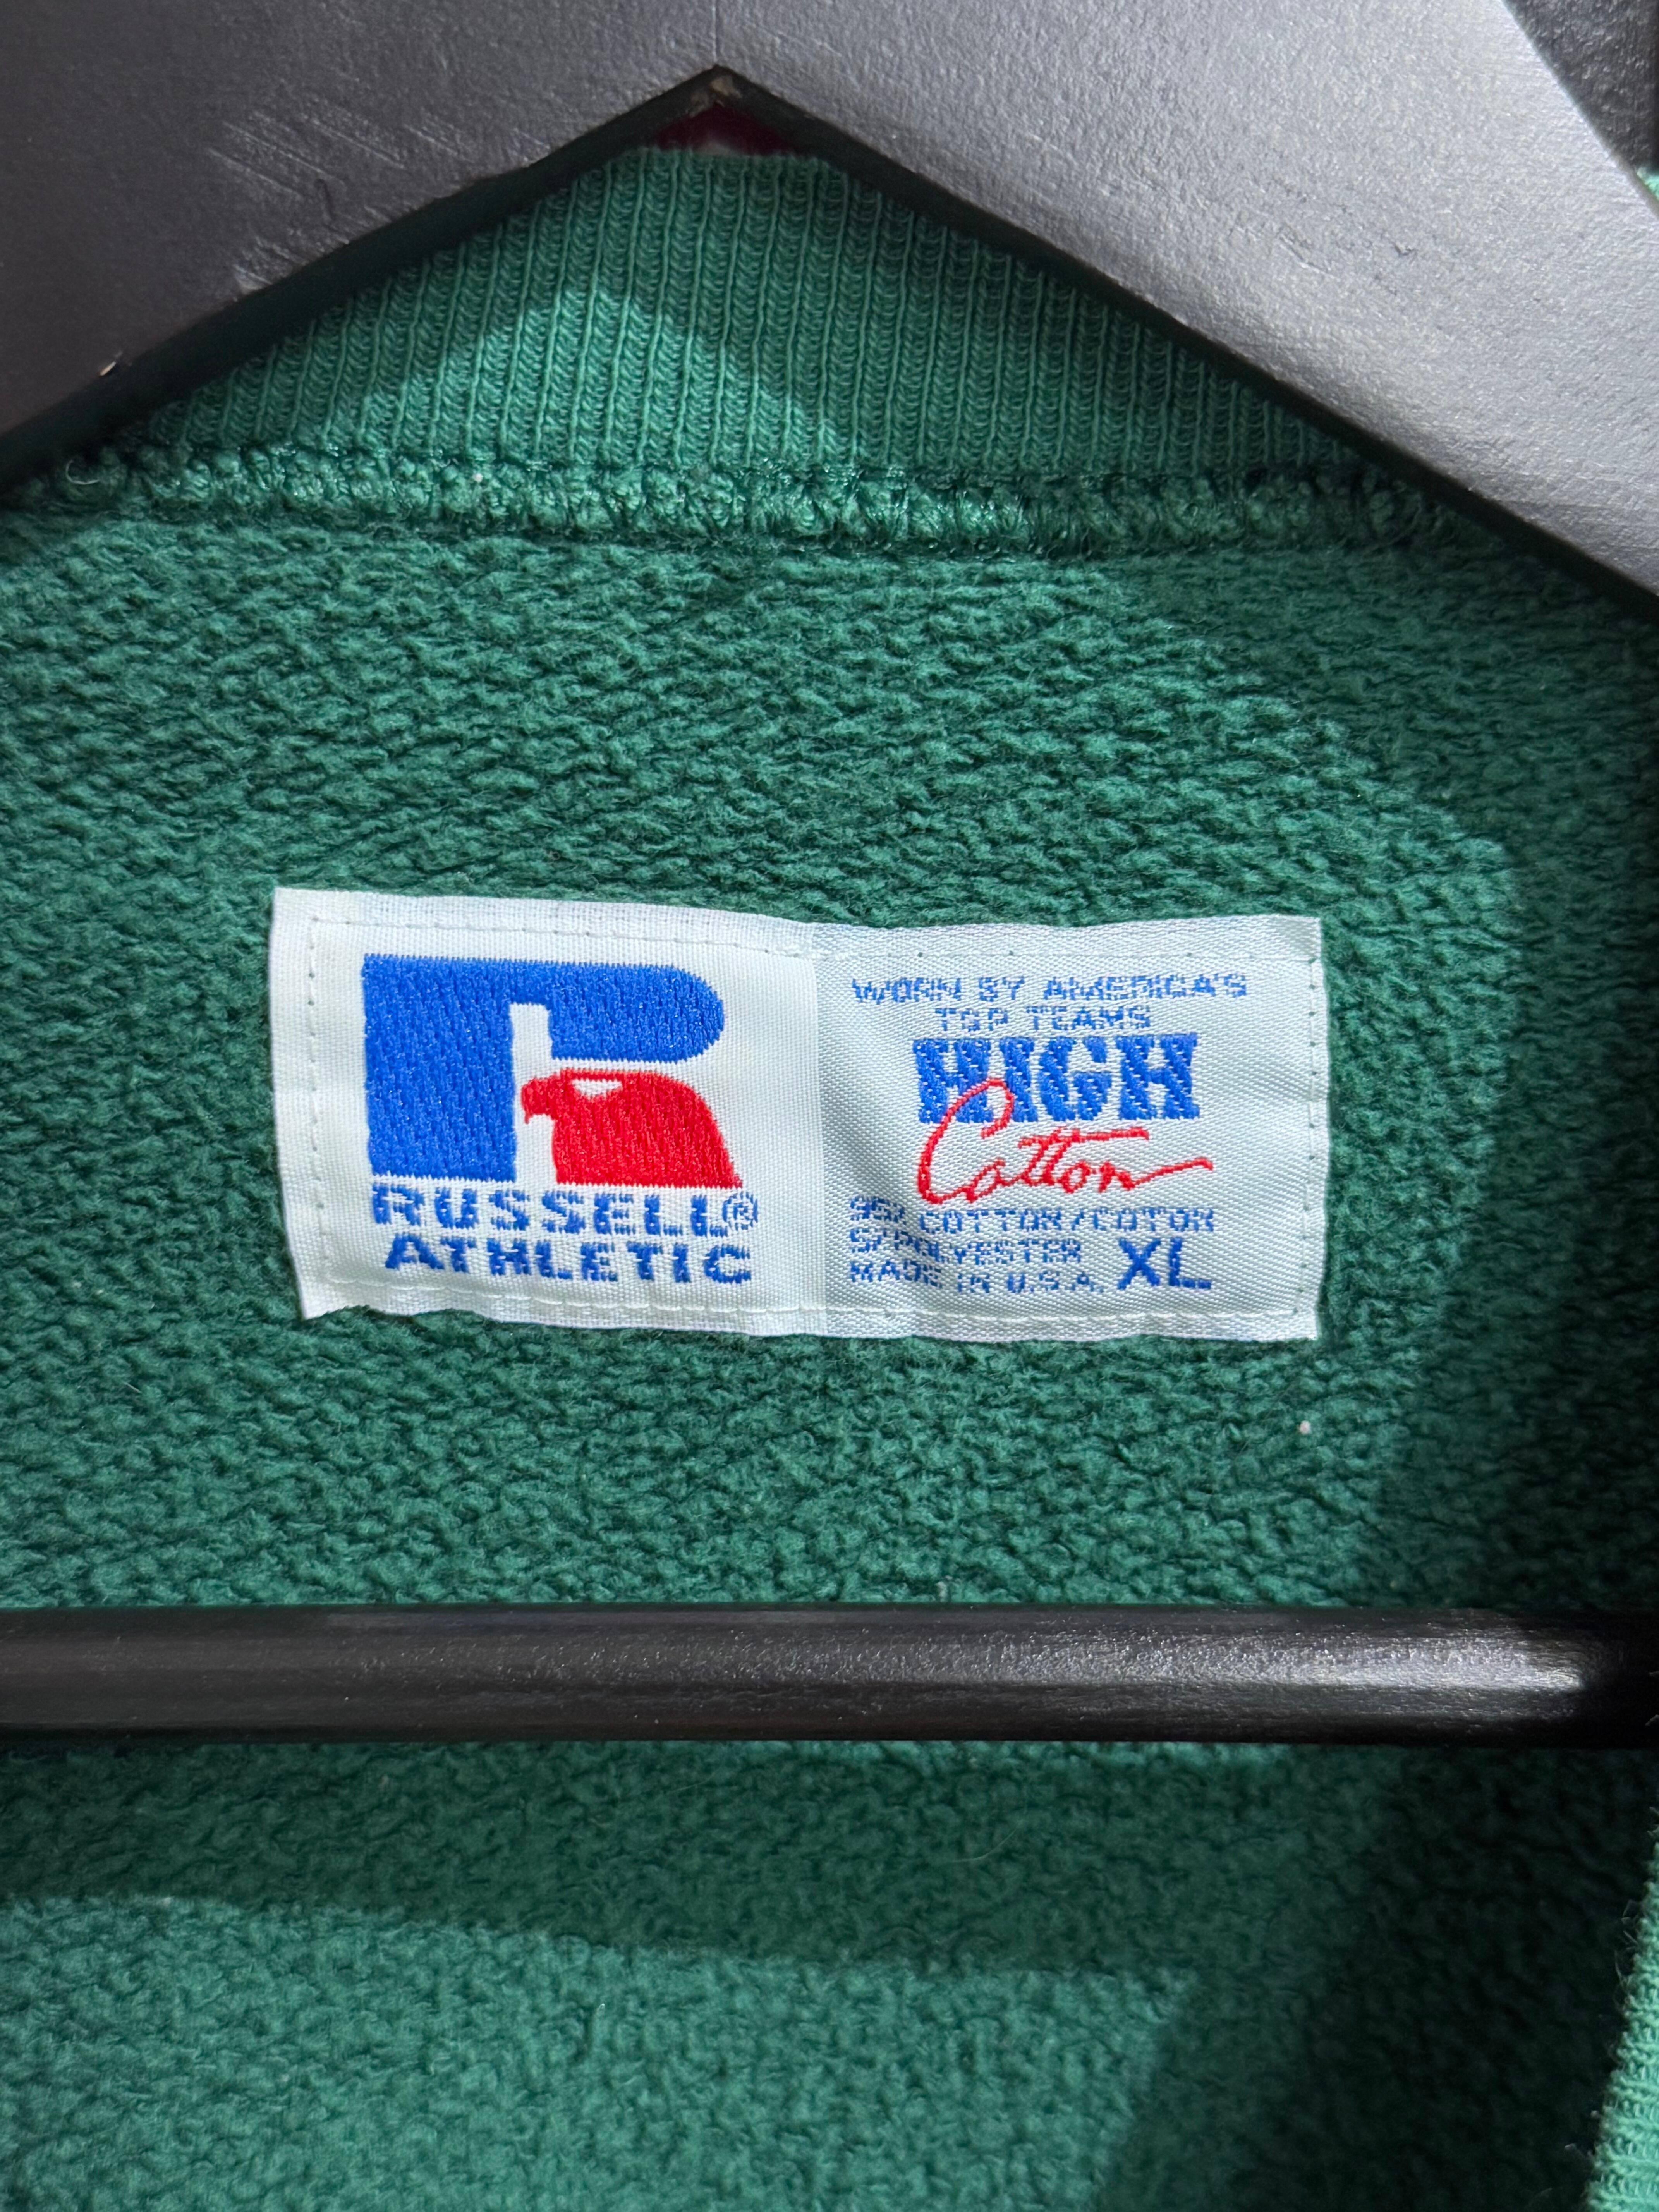 RUSSELL®
ATHLETIC
WORN BY AMERICA'S
TOP TEAMS
HIGH
Cotton
95% COTTON/COTON
5%POLYESTER
MADE IN U.S.A. XL